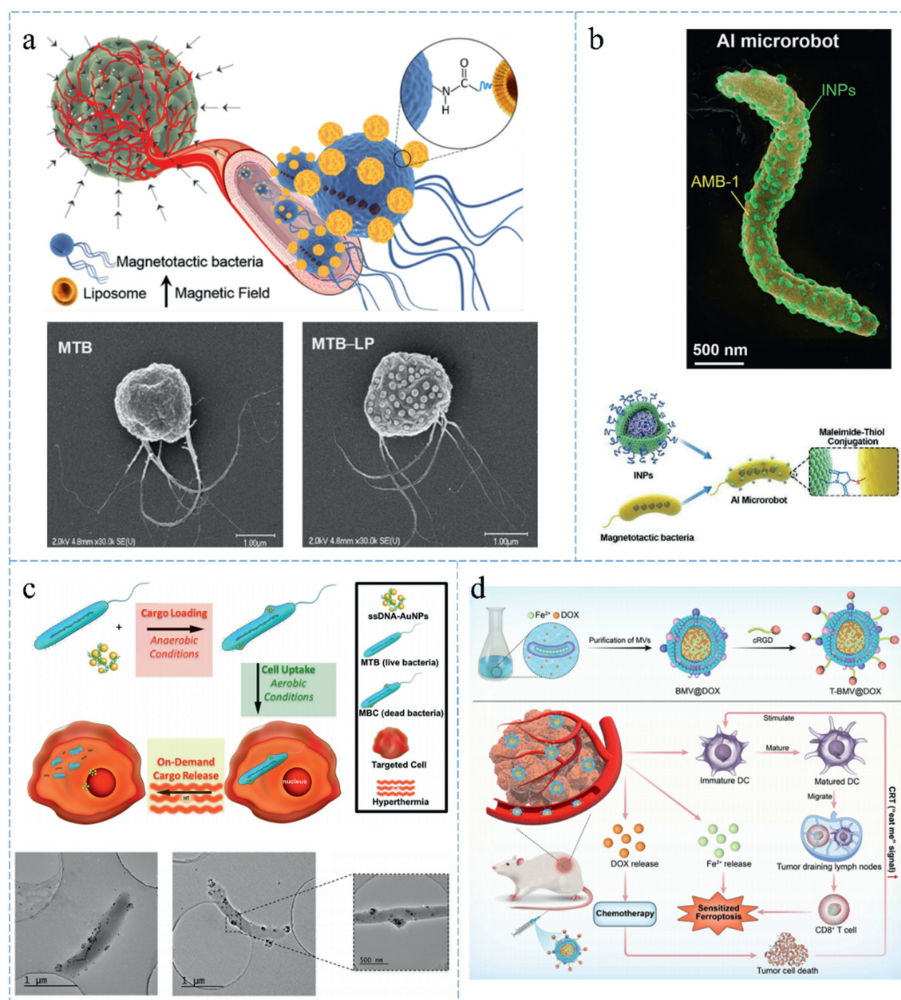 a
O
N
H
Magnetotactic bacteria
Liposome
Magnetic Field
MTB
2.0kV 4.8mm x30.0k SE(U)
1.00µm
MTB–LP
2.0kV 4.8mm x30.0k SE(U)
1.00µm
b
AI microrobot
INPs
AMB-1
500 nm
INPs
Magnetotactic bacteria
AI Microrobot
Maleimide-Thiol
Conjugation
c
+
Cargo Loading
Anaerobic
Conditions
Cell Uptake
Aerobic
Conditions
On-Demand
Cargo Release
HT
nucleus
ssDNA-AuNPs
MTB (live bacteria)
MBC (dead bacteria)
Targeted Cell
Hyperthermia
1 µm
1 µm
500 nm
d
Fe²⁺ DOX
Purification of MVs
BMV@DOX
cRGD
T-BMV@DOX
Stimulate
Mature
Immature DC
Matured DC
Migrate
Tumor draining lymph nodes
CD8⁺ T cell
CRT ("eat me" signal)
DOX release
Fe²⁺ release
Chemotherapy
Sensitized
Ferroptosis
Tumor cell death